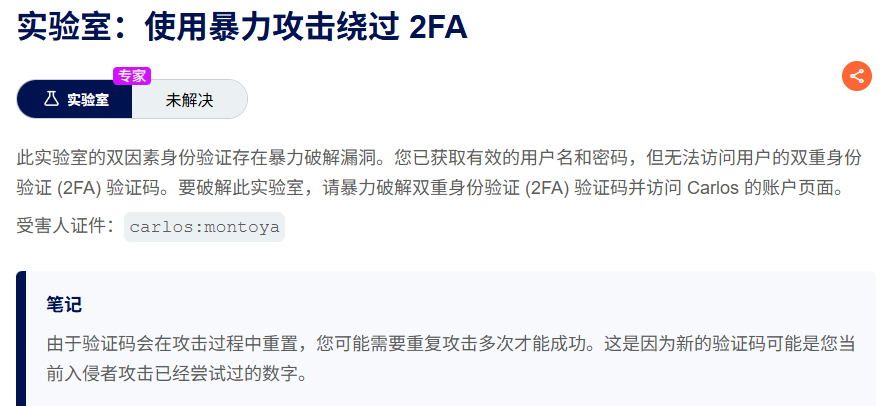 实验室：使用暴力攻击绕过 2FA
专家
实验室
未解决
此实验室的双因素身份验证存在暴力破解漏洞。您已获取有效的用户名和密码，但无法访问用户的双重身份
验证 (2FA) 验证码。要破解此实验室，请暴力破解双重身份验证 (2FA) 验证码并访问 Carlos 的账户页面。
受害人证件：carlos:montoya
笔记
由于验证码会在攻击过程中重置，您可能需要重复攻击多次才能成功。这是因为新的验证码可能是您当
前入侵者攻击已经尝试过的数字。